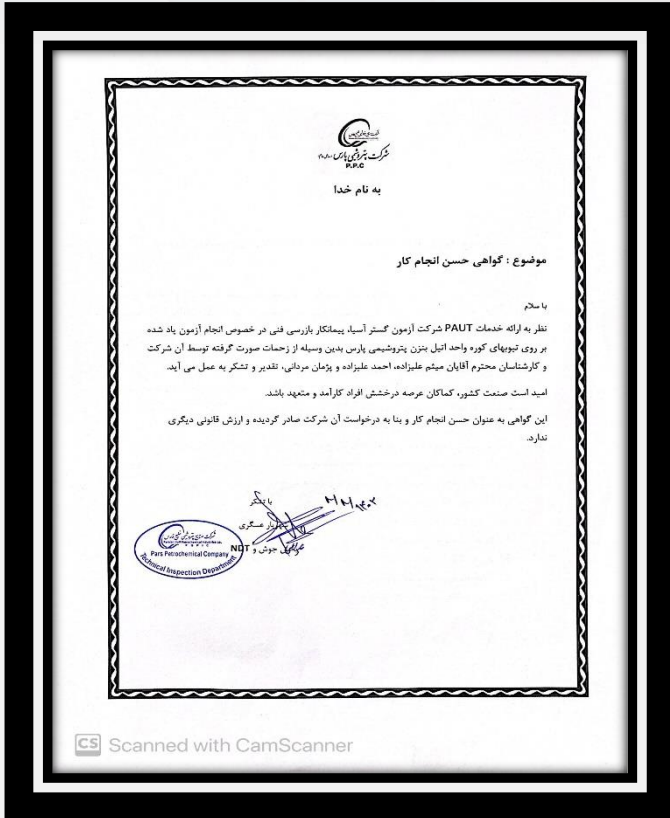 شرکت پتروشیمی پارس
P.P.C
به نام خدا
موضوع : گواهی حسن انجام کار
با سلام
نظر به ارائه خدمات PAUT شرکت آزمون گستر آسیا، پیمانکار بازرسی فنی در خصوص انجام آزمون یاد شده
بر روی تیوبهای کوره واحد اتیل بنزن پتروشیمی پارس بدین وسیله از زحمات صورت گرفته توسط آن شرکت
و کارشناسان محترم آقایان میثم علیزاده، احمد علیزاده و پژمان مردانی، تقدیر و تشکر به عمل می آید.
امید است صنعت کشور، کماکان عرصه درخشش افراد کارآمد و متعهد باشد.
این گواهی به عنوان حسن انجام کار و بنا به درخواست آن شرکت صادر گردیده و ارزش قانونی دیگری
ندارد.
با تشکر
عسگری
جوش و NDT
Pars Petrochemical Company
Technical Inspection Department
CS Scanned with CamScanner